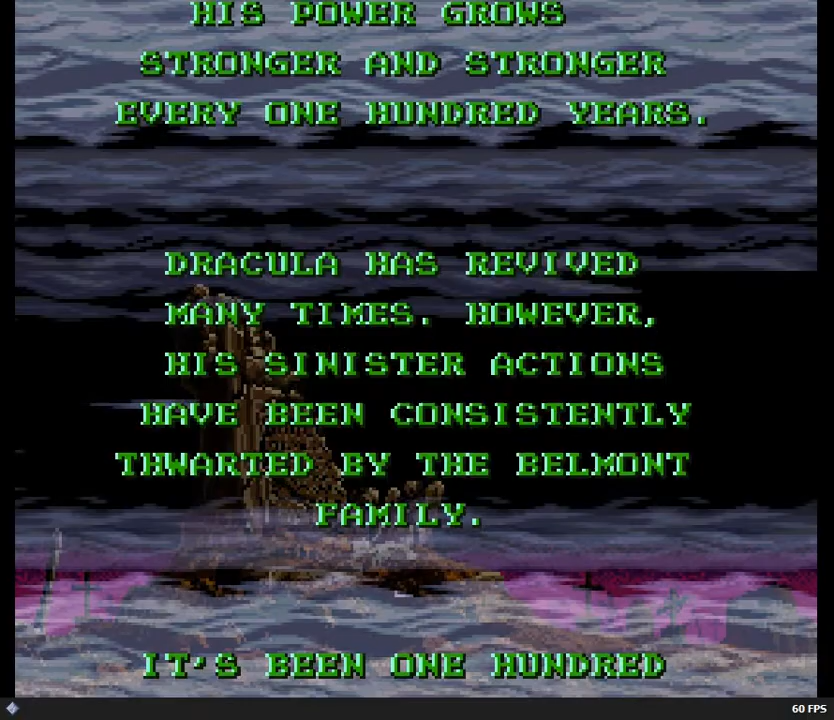 HIS POWER GROWS
STRONGER AND STRONGER
EVERY ONE HUNDRED YEARS.
DRACULA HAS REVIVED
MANY TIMES. HOWEVER,
HIS SINISTER ACTIONS
HAVE BEEN CONSISTENTLY
THWARTED BY THE BELMONT
FAMILY.
IT'S BEEN ONE HUNDRED
60 FPS